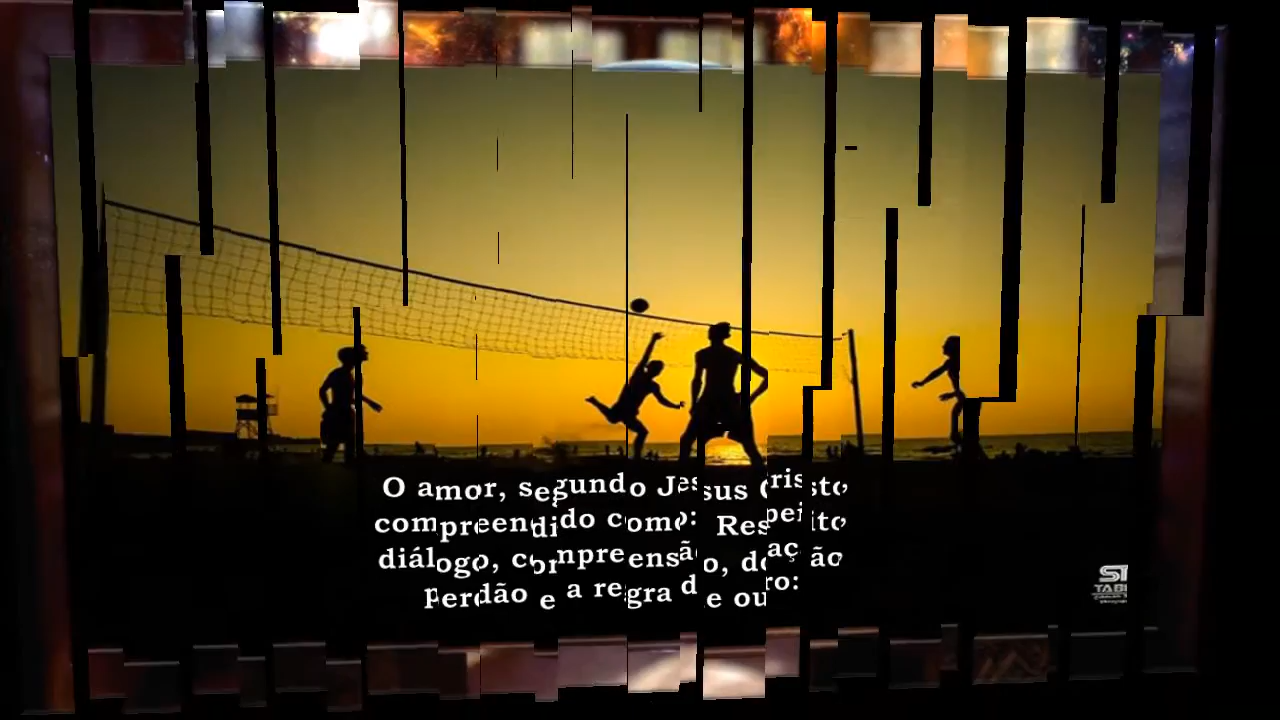 O amor, segundo Jesus Cristo,
compreendido como: Respeito,
diálogo, compreensão, doação
perdão e a regra de ouro: